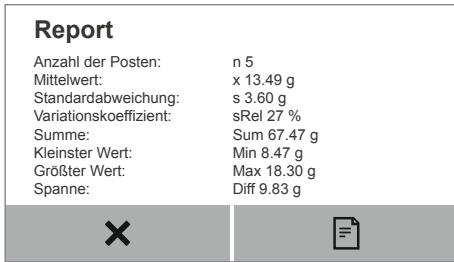 Report
Anzahl der Posten: n 5
Mittelwert: x 13.49 g
Standardabweichung: s 3.60 g
Variationskoeffizient: sRel 27 %
Summe: Sum 67.47 g
Kleinster Wert: Min 8.47 g
Größter Wert: Max 18.30 g
Spanne: Diff 9.83 g